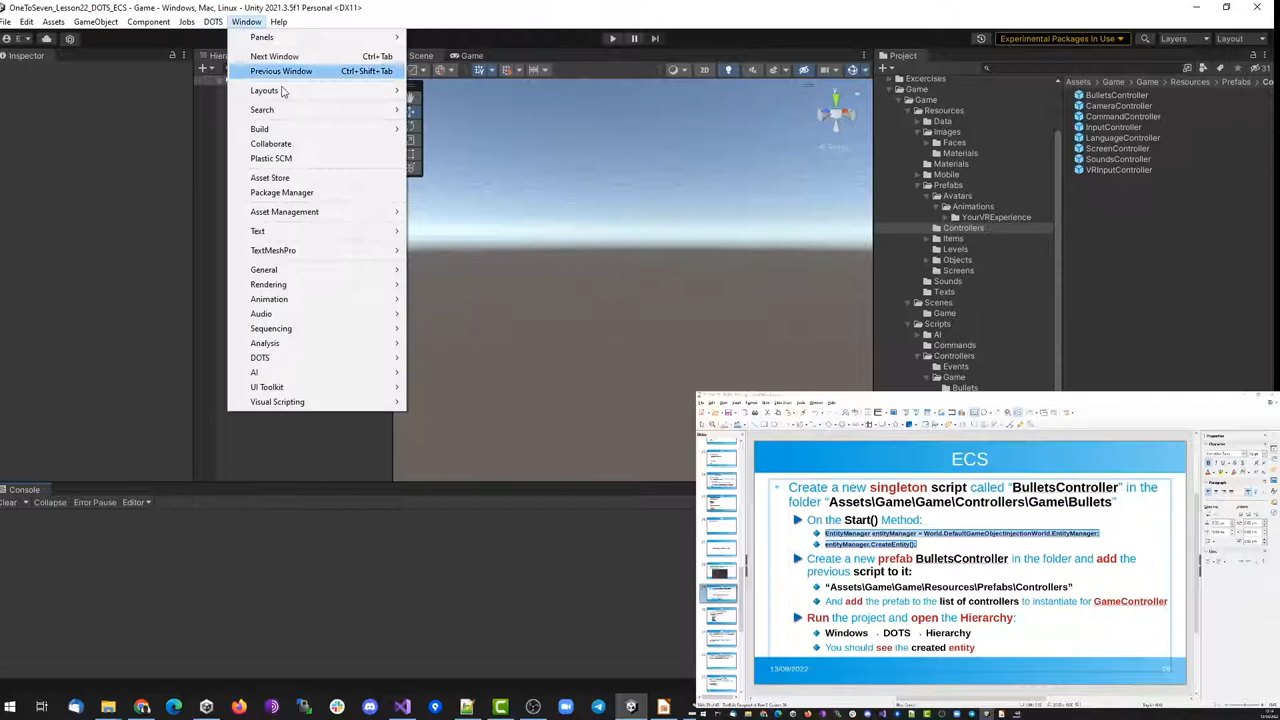 OneToSeven_Lesson22_DOTS_ECS - Game - Windows, Mac, Linux - Unity 2021.3.5f1 Personal <DX11>
File Edit Assets GameObject Component Jobs DOTS Window Help
Experimental Packages In Use
Layers
Layout
Inspector
Scene
Game
2D
Panels
Next Window Ctrl+Tab
Previous Window Ctrl+Shift+Tab
Layouts
Search
Build
Collaborate
Plastic SCM
Asset Store
Package Manager
Asset Management
Text
TextMeshPro
General
Rendering
Animation
Audio
Sequencing
Analysis
DOTS
AI
UI Toolkit
Visual Scripting
Collapse Error Pause Editor
Project
Excercises
Game
Game
Resources
Data
Images
Faces
Materials
Materials
Mobile
Prefabs
Avatars
Animations
YourVRExperience
Controllers
Items
Levels
Objects
Screens
Sounds
Texts
Scenes
Game
Scripts
AI
Commands
Controllers
Events
Game
Bullets
Assets Game Game Resources Prefabs Co
BulletsController
CameraController
CommandController
InputController
LanguageController
ScreenController
SoundsController
VRInputController
ECS
Create a new singleton script called "BulletsController" in the
folder "Assets\Game\Game\Controllers\Game\Bullets"
On the Start() Method:
EntityManager entityManager = World.DefaultGameObjectInjectionWorld.EntityManager;
entityManager.CreateEntity();
Create a new prefab BulletsController in the folder and add the
previous script to it:
"Assets\Game\Game\Resources\Prefabs\Controllers"
And add the prefab to the list of controllers to instantiate for GameController
Run the project and open the Hierarchy:
Windows → DOTS → Hierarchy
You should see the created entity
13/08/2022
Properties